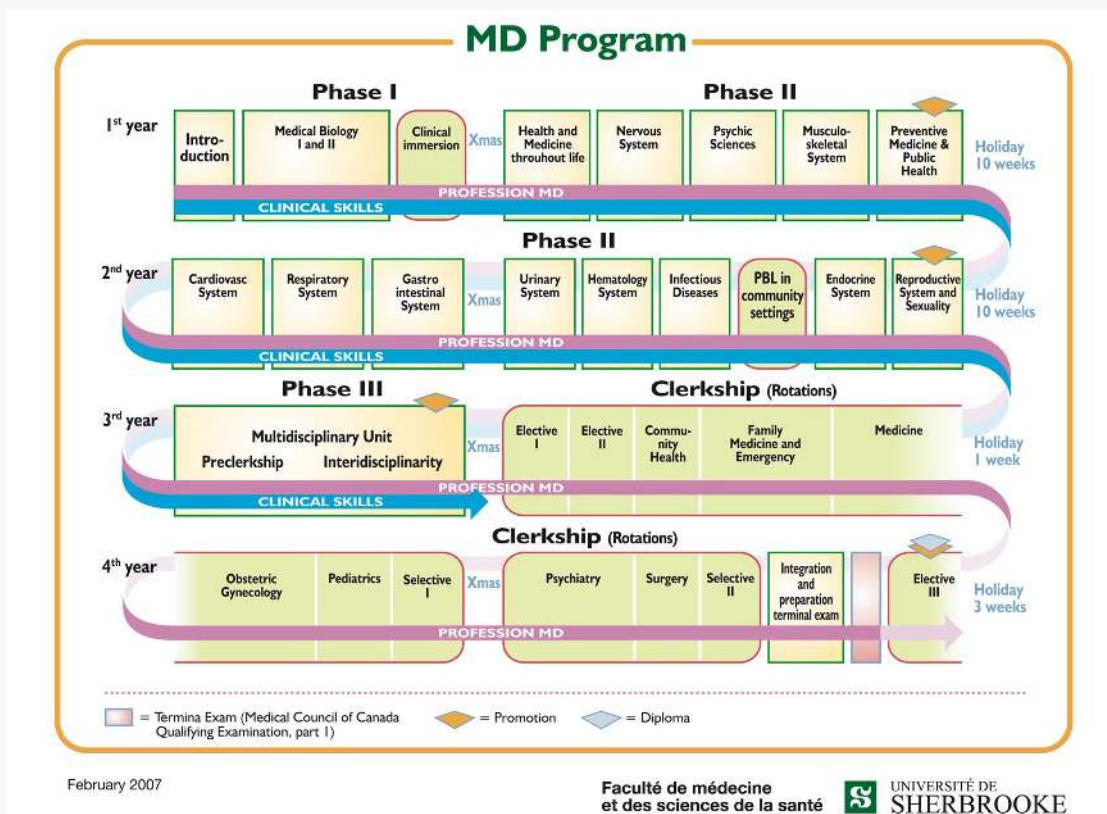 MD Program
Phase I
Phase II
1st year
Intro-
duction
Medical Biology
I and II
Clinical
immersion
Xmas
Health and
Medicine
throuhout life
Nervous
System
Psychic
Sciences
Musculo-
skeletal
System
Preventive
Medicine &
Public
Health
Holiday
10 weeks
PROFESSION MD
CLINICAL SKILLS
Phase II
2nd year
Cardiovasc
System
Respiratory
System
Gastro
intestinal
System
Xmas
Urinary
System
Hematology
System
Infectious
Diseases
PBL in
community
settings
Endocrine
System
Reproductive
System and
Sexuality
Holiday
10 weeks
PROFESSION MD
CLINICAL SKILLS
Phase III
Clerkship (Rotations)
3rd year
Multidisciplinary Unit
Preclerkship Interidisciplinarity
Xmas
Elective
I
Elective
II
Commu-
nity
Health
Family
Medicine and
Emergency
Medicine
Holiday
1 week
PROFESSION MD
CLINICAL SKILLS
Clerkship (Rotations)
4th year
Obstetric
Gynecology
Pediatrics
Selective
I
Xmas
Psychiatry
Surgery
Selective
II
Integration
and
preparation
terminal exam
Elective
III
Holiday
3 weeks
PROFESSION MD
= Termina Exam (Medical Council of Canada
Qualifying Examination, part 1)
= Promotion
= Diploma
February 2007
Faculté de médecine
et des sciences de la santé
UNIVERSITÉ DE
SHERBROOKE